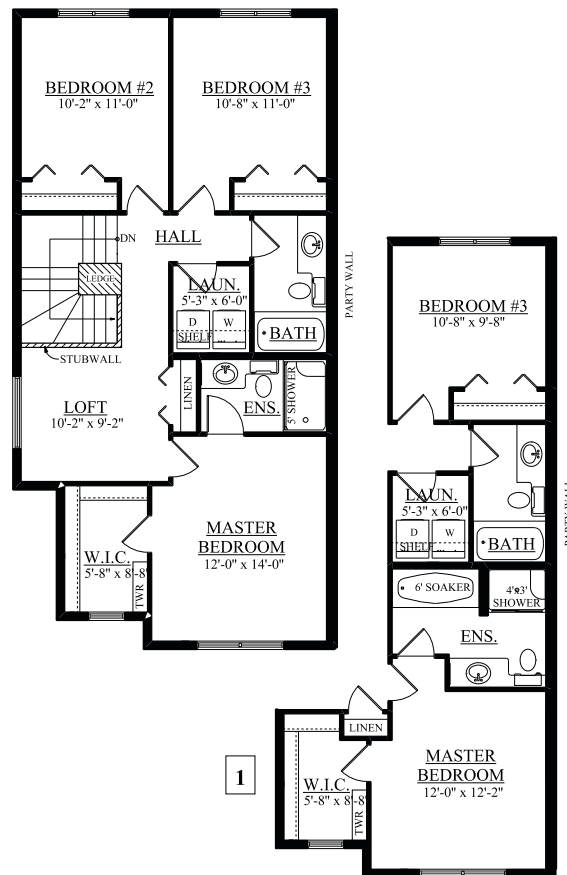 BEDROOM #2
10'-2" x 11'-0"
BEDROOM #3
10'-8" x 11'-0"
DN
HALL
LEDGE
LAUN.
5'-3" x 6'-0"
D
W
SHELF
BATH
PARTY WALL
STUBWALL
LOFT
10'-2" x 9'-2"
LINEN
ENS.
5' SHOWER
MASTER
BEDROOM
12'-0" x 14'-0"
W.I.C.
5'-8" x 8'-8"
TWR
BEDROOM #3
10'-8" x 9'-8"
LAUN.
5'-3" x 6'-0"
D
W
SHELF
BATH
PARTY WALL
6' SOAKER
4'x3'
SHOWER
ENS.
LINEN
MASTER
BEDROOM
12'-0" x 12'-2"
W.I.C.
5'-8" x 8'-8"
TWR
1